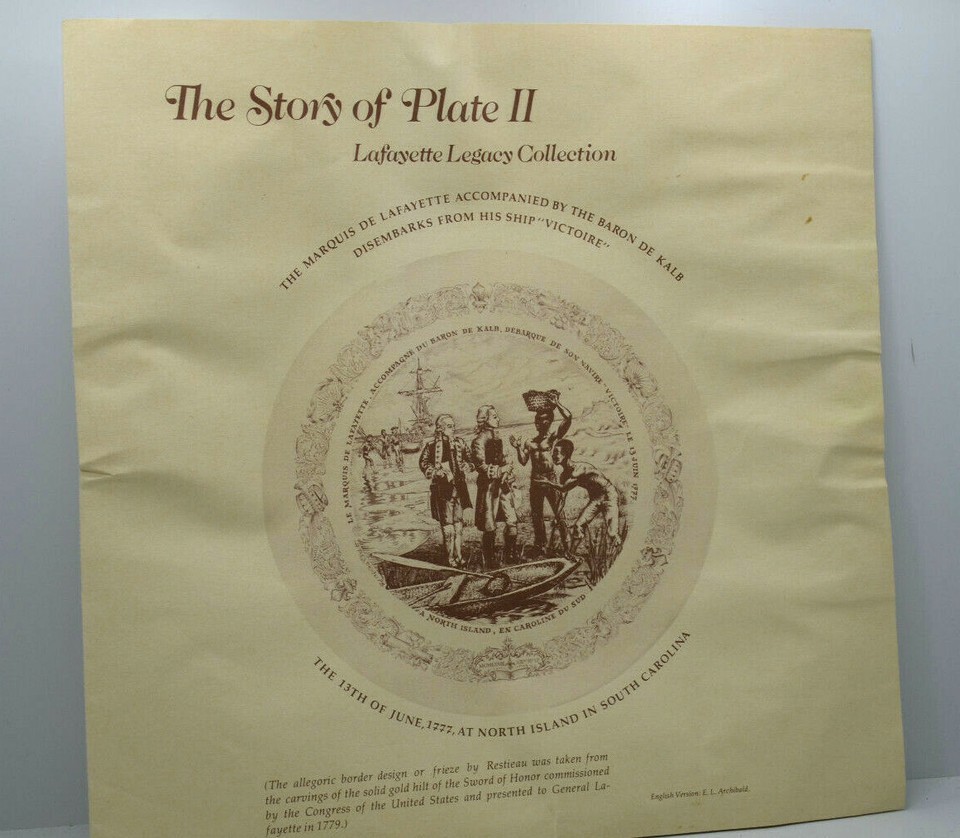 The Story of Plate II
Lafayette Legacy Collection
THE MARQUIS DE LAFAYETTE ACCOMPANIED BY THE BARON DE KALB
DISEMBARKS FROM HIS SHIP "VICTOIRE"
LE MARQUIS DE LAFAYETTE ACCOMPAGNE DU BARON DE KALB, DEBARQUE DE SON NAVIRE "VICTOIRE" LE 13 JUIN 1777
A NORTH ISLAND, EN CAROLINE DU SUD
THE 13TH OF JUNE, 1777, AT NORTH ISLAND IN SOUTH CAROLINA
(The allegoric border design or frieze by Restieau was taken from
the carvings of the solid gold hilt of the Sword of Honor commissioned
by the Congress of the United States and presented to General La-
fayette in 1779.)
English Version: E. L. Archibald.